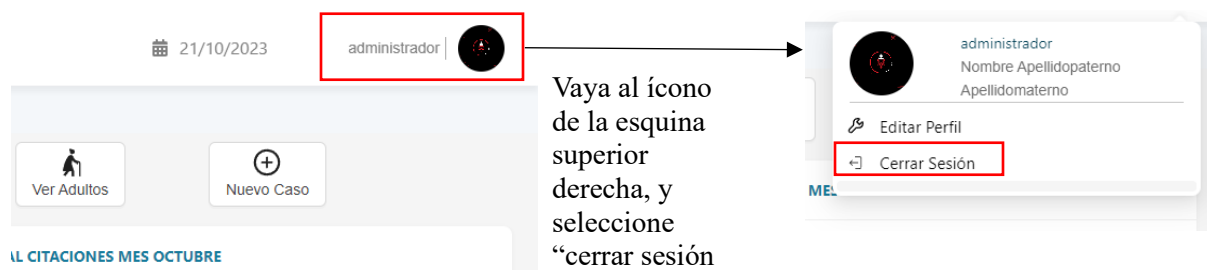 21/10/2023
administrador
Ver Adultos
Nuevo Caso
AL CITACIONES MES OCTUBRE
Vaya al ícono
de la esquina
superior
derecha, y
seleccione
“cerrar sesión
administrador
Nombre Apellidopaterno
Apellidomaterno
Editar Perfil
Cerrar Sesión
MES